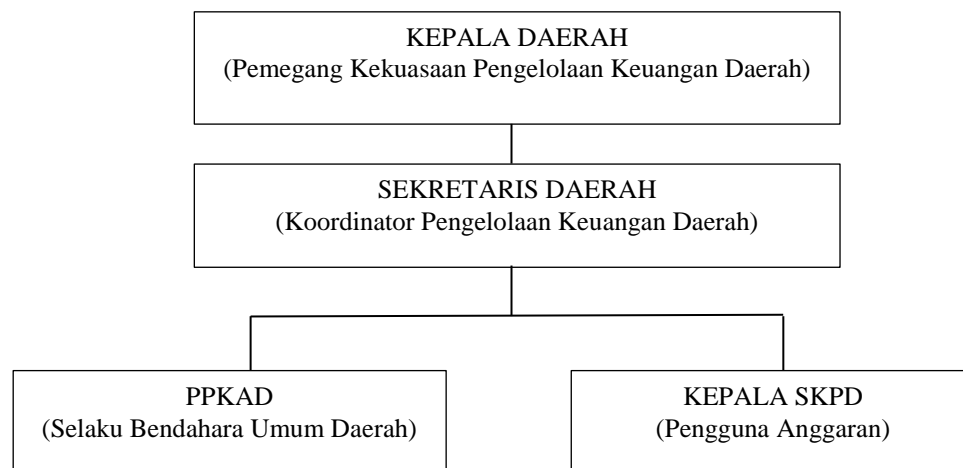 KEPALA DAERAH
(Pemegang Kekuasaan Pengelolaan Keuangan Daerah)
SEKRETARIS DAERAH
(Koordinator Pengelolaan Keuangan Daerah)
PPKAD
(Selaku Bendahara Umum Daerah)
KEPALA SKPD
(Pengguna Anggaran)